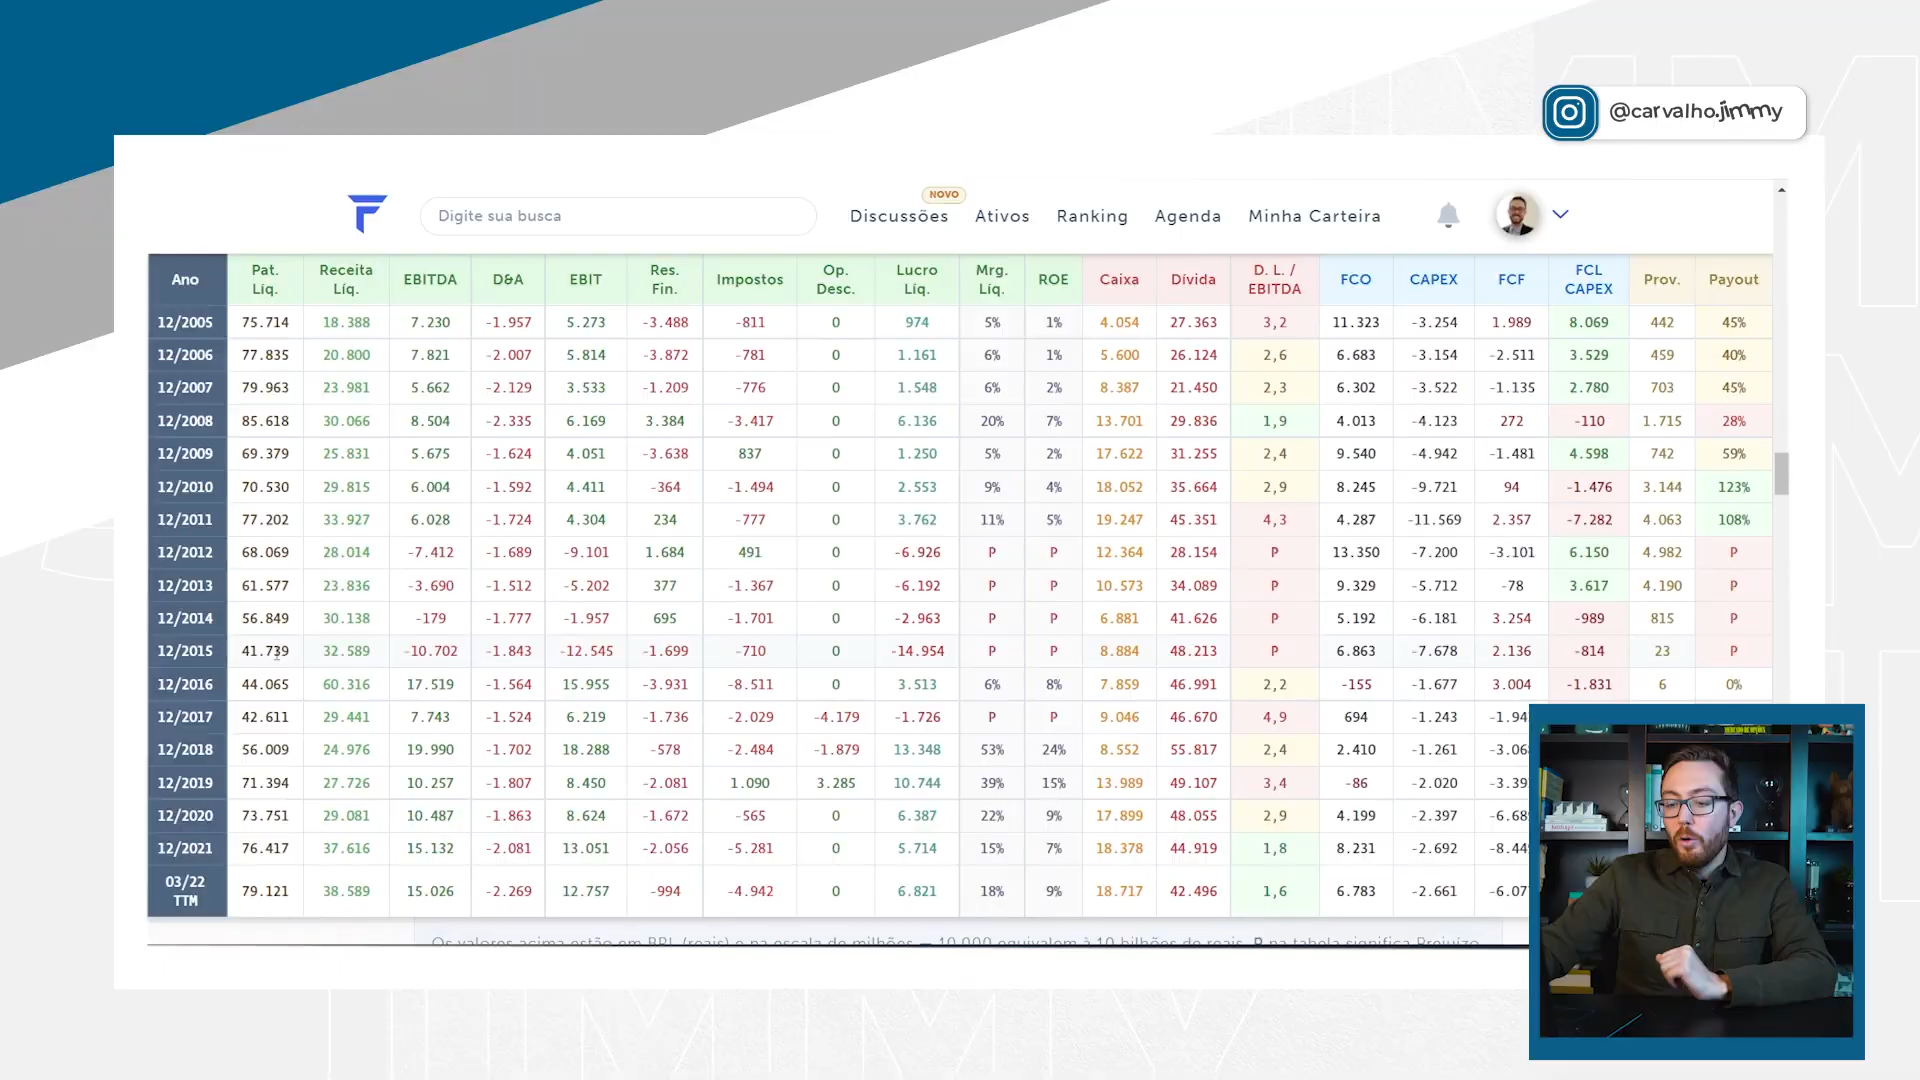 @carvalho.jimmy
NOVO
Digite sua busca
Discussões Ativos Ranking Agenda Minha Carteira
Ano Pat. Líq. Receita Líq. EBITDA D&A EBIT Res. Fin. Impostos Op. Desc. Lucro Líq. Mrg. Líq. ROE Caixa Dívida D. L. / EBITDA FCO CAPEX FCF FCL CAPEX Prov. Payout
12/2005 75.714 18.388 7.230 -1.957 5.273 -3.488 -811 0 974 5% 1% 4.054 27.363 3,2 11.323 -3.254 1.989 8.069 442 45%
12/2006 77.835 20.800 7.821 -2.007 5.814 -3.872 -781 0 1.161 6% 1% 5.600 26.124 2,6 6.683 -3.154 -2.511 3.529 459 40%
12/2007 79.963 23.981 5.662 -2.129 3.533 -1.209 -776 0 1.548 6% 2% 8.387 21.450 2,3 6.302 -3.522 -1.135 2.780 703 45%
12/2008 85.618 30.066 8.504 -2.335 6.169 3.384 -3.417 0 6.136 20% 7% 13.701 29.836 1,9 4.013 -4.123 272 -110 1.715 28%
12/2009 69.379 25.831 5.675 -1.624 4.051 -3.638 837 0 1.250 5% 2% 17.622 31.255 2,4 9.540 -4.942 -1.481 4.598 742 59%
12/2010 70.530 29.815 6.004 -1.592 4.411 -364 -1.494 0 2.553 9% 4% 18.052 35.664 2,9 8.245 -9.721 94 -1.476 3.144 123%
12/2011 77.202 33.927 6.028 -1.724 4.304 234 -777 0 3.762 11% 5% 19.247 45.351 4,3 4.287 -11.569 2.357 -7.282 4.063 108%
12/2012 68.069 28.014 -7.412 -1.689 -9.101 1.684 491 0 -6.926 P P 12.364 28.154 P 13.350 -7.200 -3.101 6.150 4.982 P
12/2013 61.577 23.836 -3.690 -1.512 -5.202 377 -1.367 0 -6.192 P P 10.573 34.089 P 9.329 -5.712 -78 3.617 4.190 P
12/2014 56.849 30.138 -179 -1.777 -1.957 695 -1.701 0 -2.963 P P 6.881 41.626 P 5.192 -6.181 3.254 -989 815 P
12/2015 41.739 32.589 -10.702 -1.843 -12.545 -1.699 -710 0 -14.954 P P 8.884 48.213 P 6.863 -7.678 2.136 -814 23 P
12/2016 44.065 60.316 17.519 -1.564 15.955 -3.931 -8.511 0 3.513 6% 8% 7.859 46.991 2,2 -155 -1.677 3.004 -1.831 6 0%
12/2017 42.611 29.441 7.743 -1.524 6.219 -1.736 -2.029 -4.179 -1.726 P P 9.046 46.670 4,9 694 -1.243
12/2018 56.009 24.976 19.990 -1.702 18.288 -578 -2.484 -1.879 13.348 53% 24% 8.552 55.817 2,4 2.410 -1.261
12/2019 71.394 27.726 10.257 -1.807 8.450 -2.081 1.090 3.285 10.744 39% 15% 13.989 49.107 3,4 -86 -2.020
12/2020 73.751 29.081 10.487 -1.863 8.624 -1.672 -565 0 6.387 22% 9% 17.899 48.055 2,9 4.199 -2.397
12/2021 76.417 37.616 15.132 -2.081 13.051 -2.056 -5.281 0 5.714 15% 7% 18.378 44.919 1,8 8.231 -2.692
03/22 TTM 79.121 38.589 15.026 -2.269 12.757 -994 -4.942 0 6.821 18% 9% 18.717 42.496 1,6 6.783 -2.661
Os valores acima estão em BRL (reais) e na escala de milhões — 10.000 equivalem à 10 bilhões de reais. P na tabela significa Prejuízo